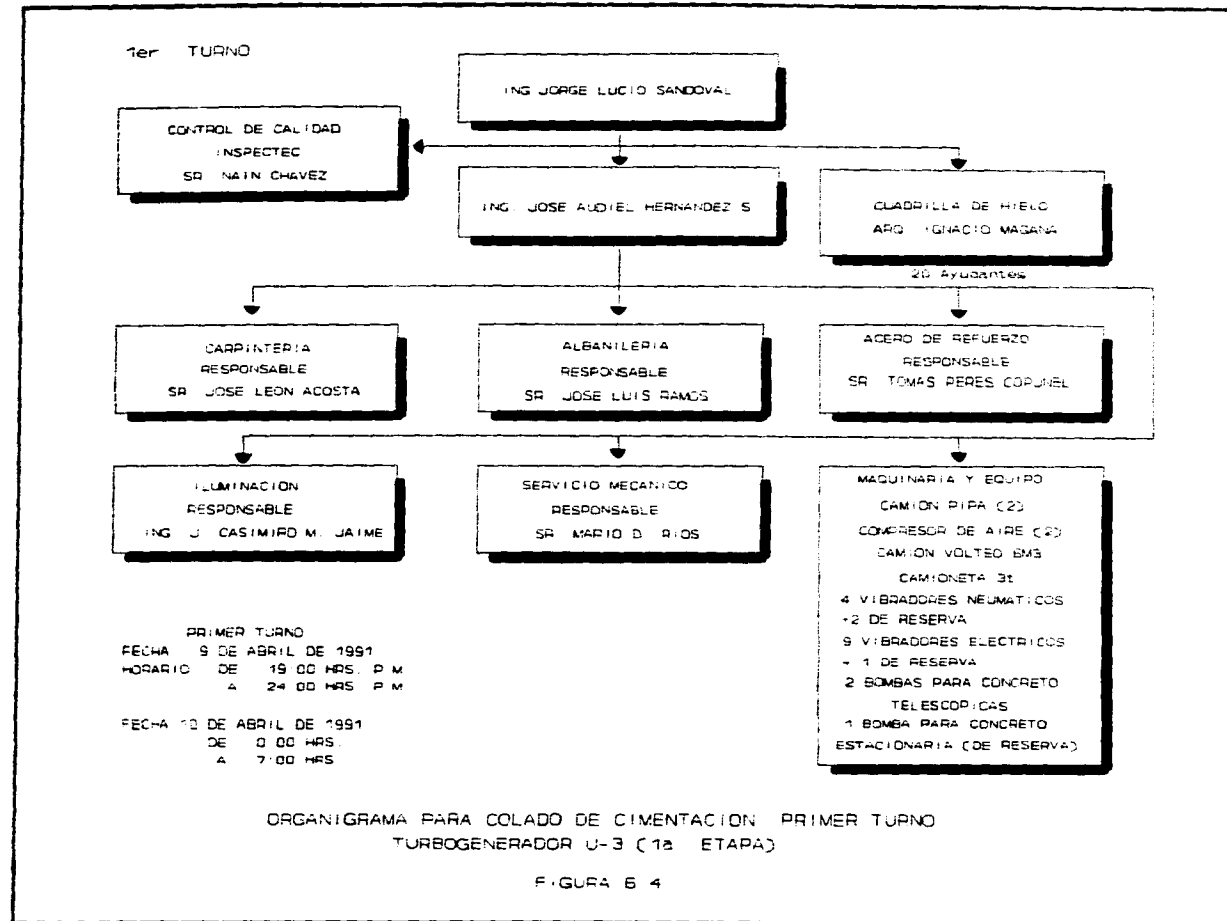 1er TURNO
ING JORGE LUCIO SANDOVAL
CONTROL DE CALIDAD
INSPECTEC
SR. NAIN CHAVEZ
ING. JOSE AUDIEL HERNANDEZ S
CUADRILLA DE HIELO
ARQ. IGNACIO MAGANA
20 Ayudantes
CARPINTERIA
RESPONSABLE
SR. JOSE LEON ACOSTA
ALBANILERIA
RESPONSABLE
SR. JOSE LUIS RAMOS
ACERO DE REFUERZO
RESPONSABLE
SR. TOMAS PERES
ILUMINACION
RESPONSABLE
ING. J. CASIMIRO M. JAIME
SERVICIO MECANICO
RESPONSABLE
SR. MARIO D. RIOS
MAQUINARIA Y EQUIPO
CAMION PIPA (2)
COMPRESOR DE AIRE (2)
CAMION VOLTEO 6M3
CAMIONETA 3t
4 VIBRADORES NEUMATICOS
+2 DE RESERVA
9 VIBRADORES ELECTRICOS
+ 1 DE RESERVA
2 BOMBAS PARA CONCRETO
TELESCOPICAS
1 BOMBA PARA CONCRETO
ESTACIONARIA (DE RESERVA)
PRIMER TURNO
FECHA 9 DE ABRIL DE 1991
HORARIO DE 19:00 HRS. P.M
A 24:00 HRS P.M
FECHA 10 DE ABRIL DE 1991
DE 0:00 HRS.
A 7:00 HRS
ORGANIGRAMA PARA COLADO DE CIMENTACION PRIMER TURNO
TURBOGENERADOR U-3 (1a ETAPA)
FIGURA 6.4